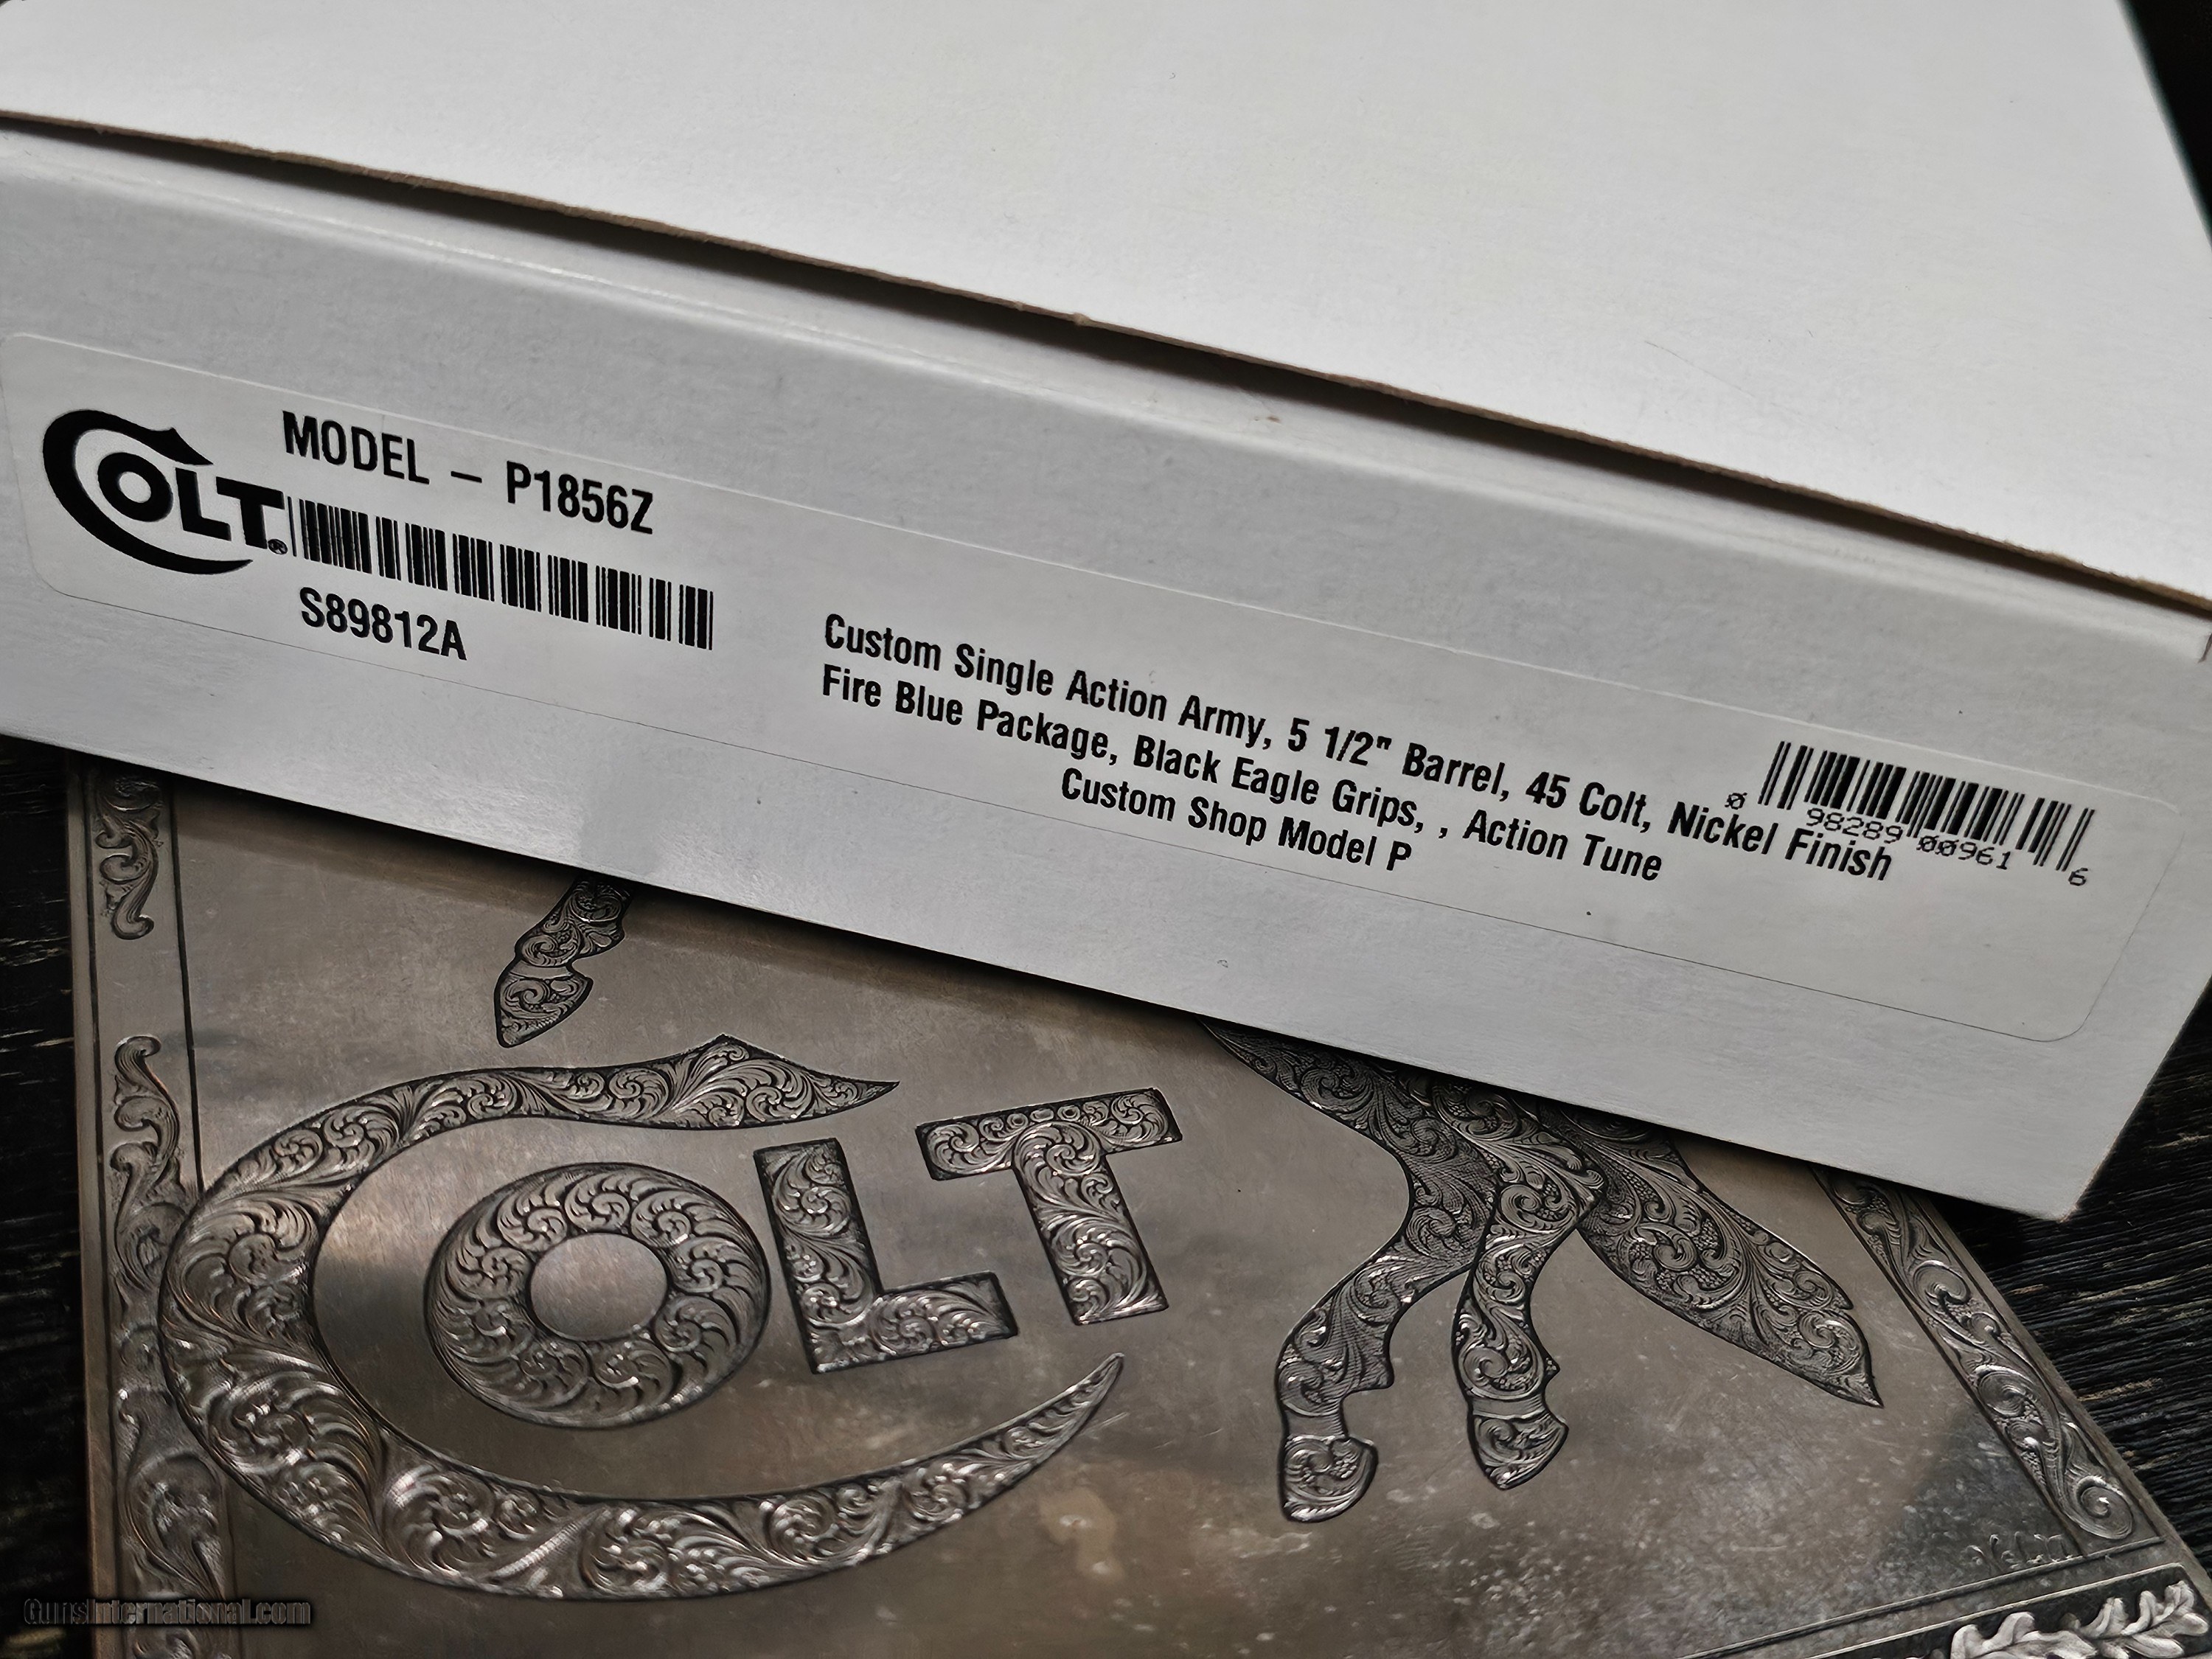 COLT®
MODEL – P1856Z
S89812A
Custom Single Action Army, 5 1/2" Barrel, 45 Colt, Nickel Finish
Fire Blue Package, Black Eagle Grips, , Action Tune
Custom Shop Model P
0 98289 00961 6
COLT
GunsInternational.com